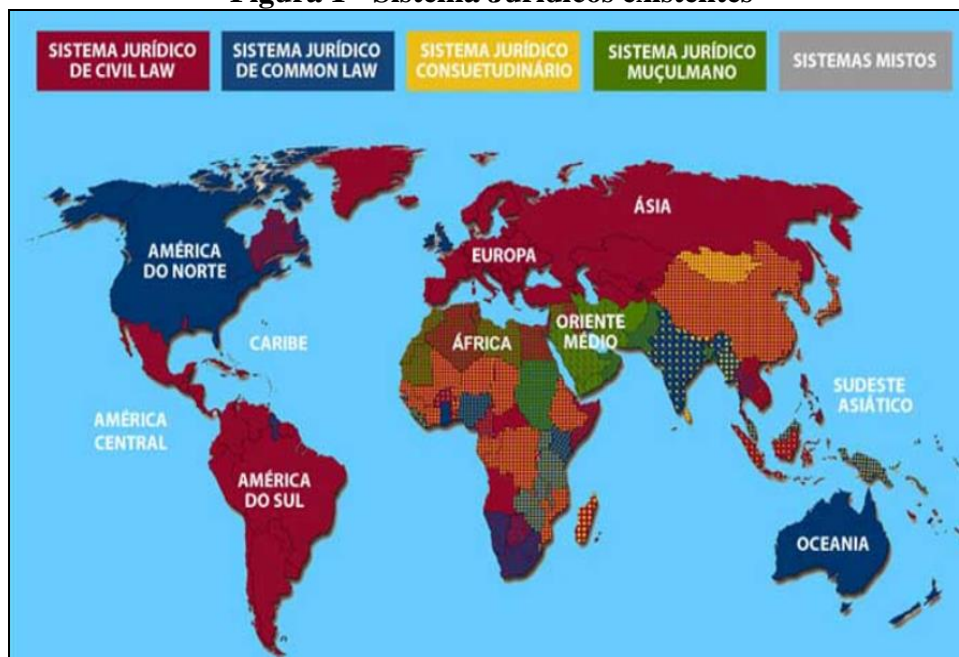 Figura 1 - Sistema Jurídicos existentes
SISTEMA JURÍDICO
DE CIVIL LAW
SISTEMA JURÍDICO
DE COMMON LAW
SISTEMA JURÍDICO
CONSUETUDINÁRIO
SISTEMA JURÍDICO
MUÇULMANO
SISTEMAS MISTOS
AMÉRICA
DO NORTE
EUROPA
ÁSIA
CARIBE
ÁFRICA
ORIENTE
MÉDIO
AMÉRICA
CENTRAL
SUDESTE
ASIÁTICO
AMÉRICA
DO SUL
OCEANIA